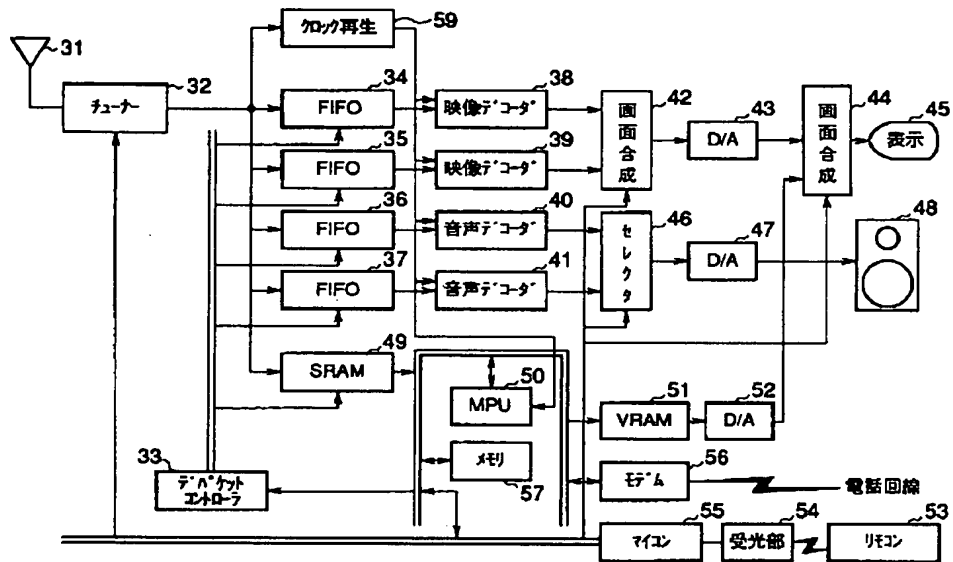 31
チューナー
32
クロック再生
59
FIFO
34
FIFO
35
FIFO
36
FIFO
37
SRAM
49
映像デコーダ
38
映像デコーダ
39
音声デコーダ
40
音声デコーダ
41
画面合成
42
D/A
43
画面合成
44
表示
45
セレクタ
46
D/A
47
48
MPU
50
メモリ
57
VRAM
51
D/A
52
33
デパケット
コントローラ
モデム
56
電話回線
マイコン
55
受光部
54
リモコン
53